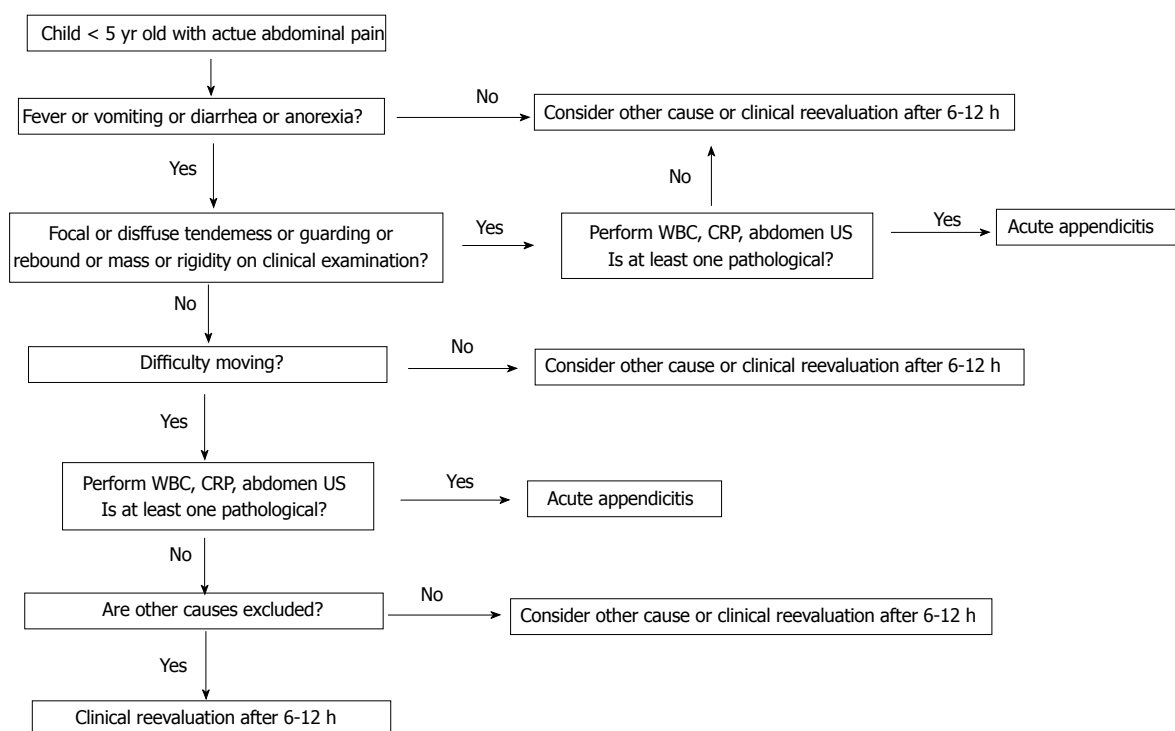 Child < 5 yr old with actue abdominal pain
Fever or vomiting or diarrhea or anorexia?
No
Consider other cause or clinical reevaluation after 6-12 h
Yes
No
Focal or disffuse tendemess or guarding or
rebound or mass or rigidity on clinical examination?
Yes
Perform WBC, CRP, abdomen US
Is at least one pathological?
Yes
Acute appendicitis
No
Difficulty moving?
No
Consider other cause or clinical reevaluation after 6-12 h
Yes
Perform WBC, CRP, abdomen US
Is at least one pathological?
Yes
Acute appendicitis
No
Are other causes excluded?
No
Consider other cause or clinical reevaluation after 6-12 h
Yes
Clinical reevaluation after 6-12 h